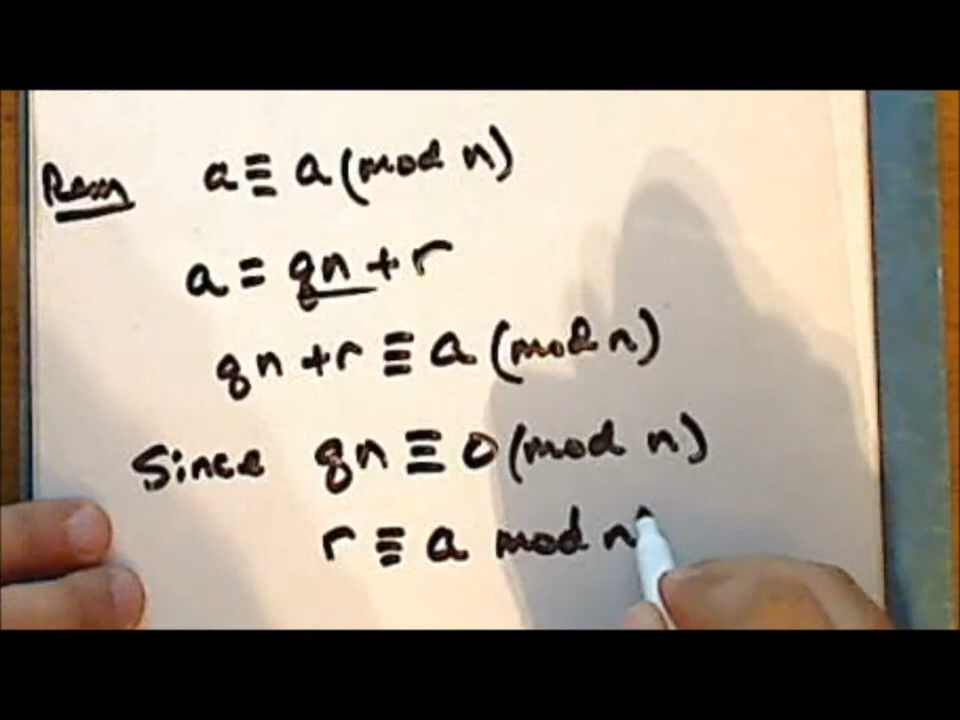 Rem a ≡ a (mod n)
a = qn + r
qn + r ≡ a (mod n)
Since qn ≡ 0 (mod n)
r ≡ a mod n